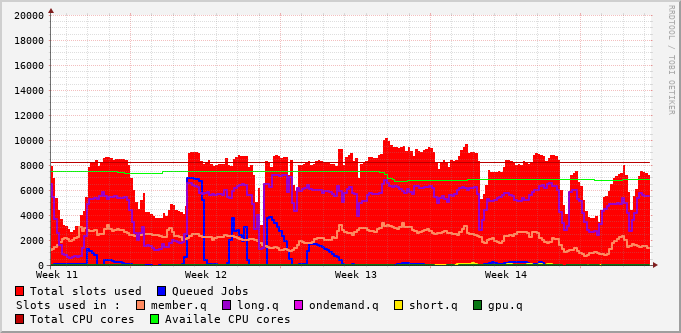 20000
18000
16000
14000
12000
10000
8000
6000
4000
2000
0
Week 11 Week 12 Week 13 Week 14
Total slots used Queued Jobs
Slots used in : member.q long.q ondemand.q short.q gpu.q
Total CPU cores Availale CPU cores
RRDTOOL / TOBI OETIKER